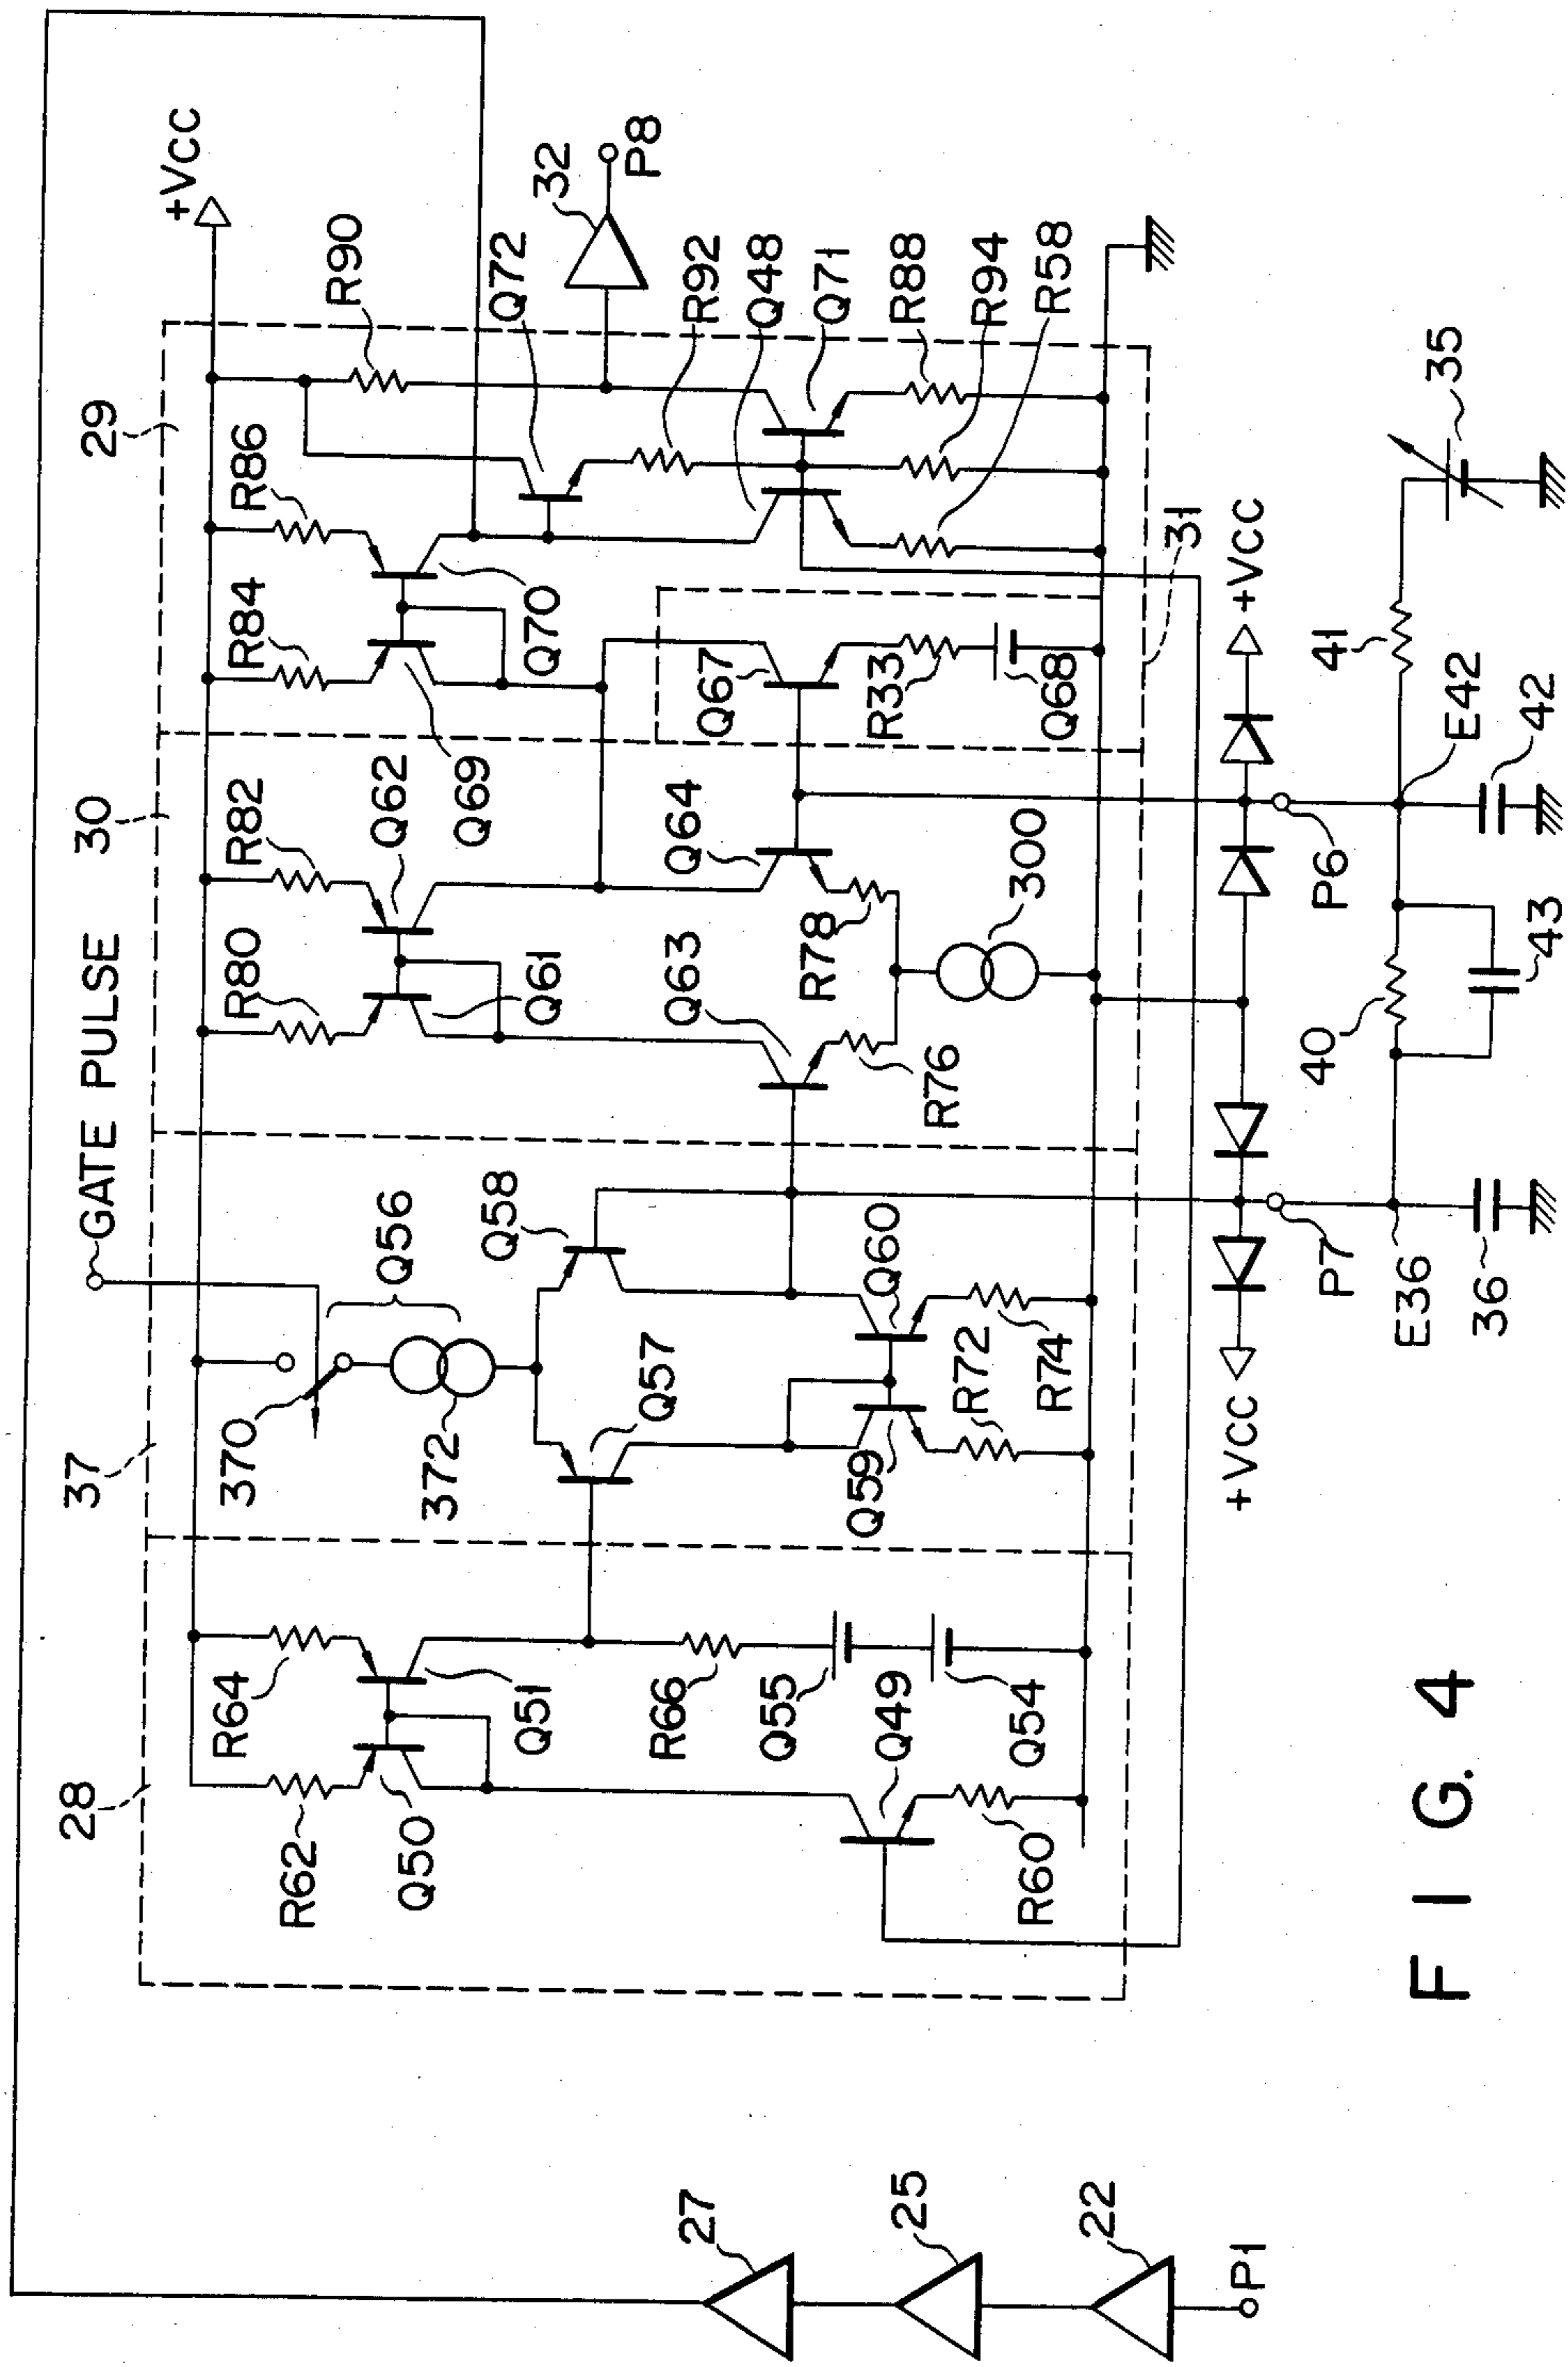 +VCC
29
R90
R86
R84
Q72
32
P8
R92
Q48
Q71
R88
R94
R58
Q70
Q69
Q67
R33
Q68
31
30
R82
R80
Q62
Q61
Q64
Q63
R78
R76
300
GATE PULSE
37
370
Q56
372
Q58
Q57
Q60
Q59
R72
R74
28
R64
R62
Q51
Q50
R66
Q55
Q49
Q54
R60
+VCC
35
41
E42
42
P6
43
40
P7
E36
36
+VCC
27
25
22
P1
FIG. 4